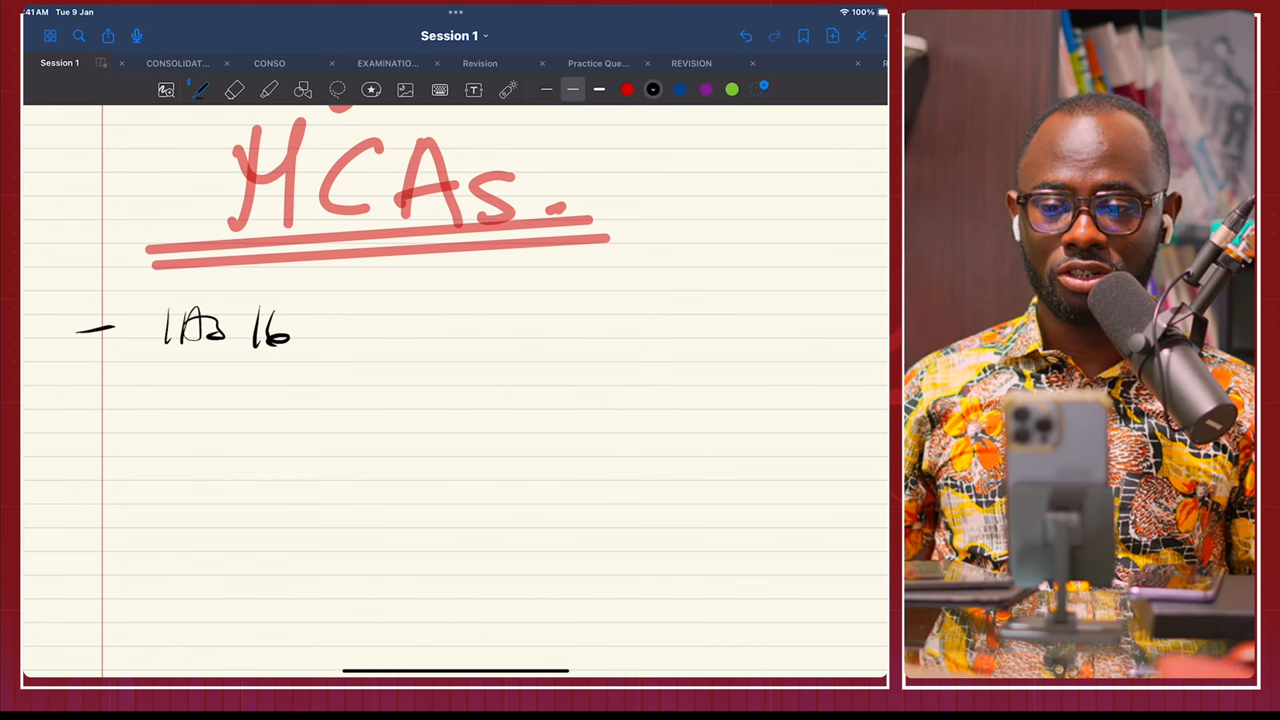 :41 AM Tue 9 Jan
100%
Session 1
Session 1 CONSOLIDAT... CONSO EXAMINATIO... Revision Practice Que... REVISION
T
MCAs.
- IAS 16